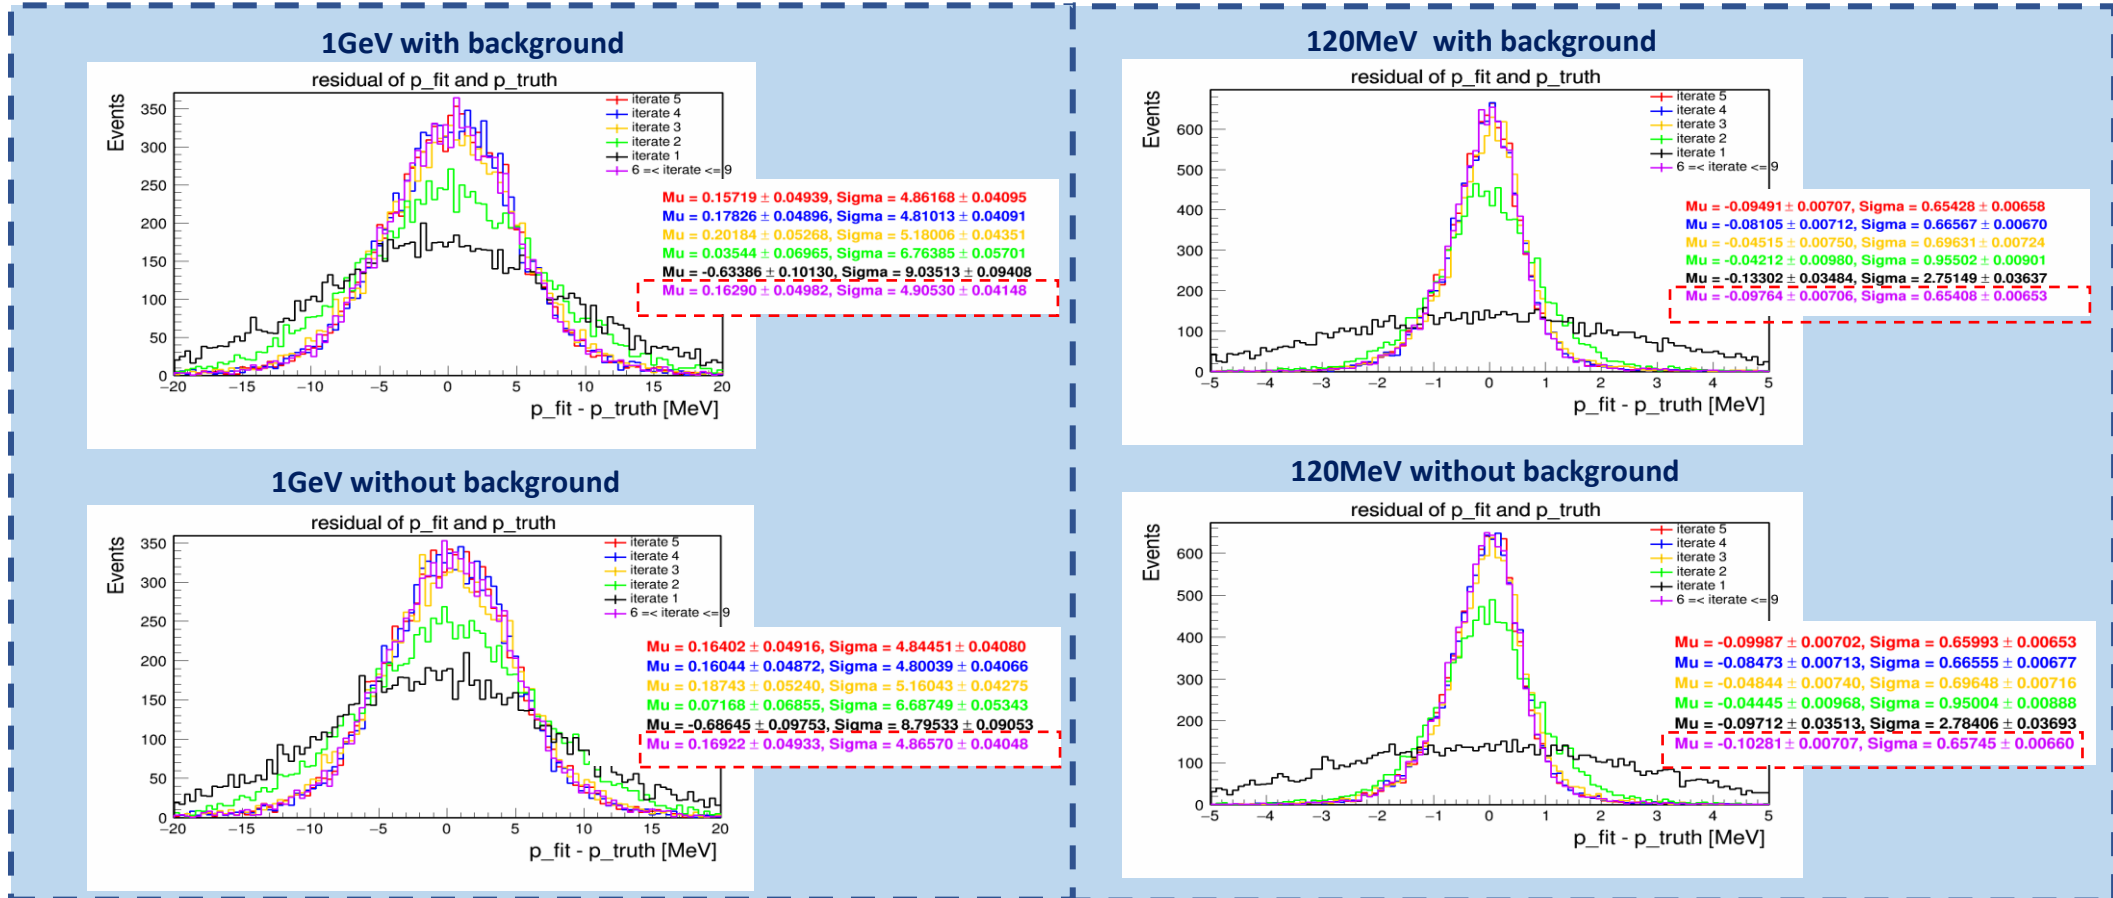 1GeV with background
residual of p_fit and p_truth
Events
350
300
250
200
150
100
50
0
iterate 5
iterate 4
iterate 3
iterate 2
iterate 1
6 =< iterate <= 9
Mu = 0.15719 ± 0.04939, Sigma = 4.86168 ± 0.04095
Mu = 0.17826 ± 0.04896, Sigma = 4.81013 ± 0.04091
Mu = 0.20184 ± 0.05268, Sigma = 5.18006 ± 0.04351
Mu = 0.03544 ± 0.06965, Sigma = 6.76385 ± 0.05701
Mu = -0.63386 ± 0.10130, Sigma = 9.03513 ± 0.09408
Mu = 0.16290 ± 0.04982, Sigma = 4.90530 ± 0.04148
−20 −15 −10 −5 0 5 10 15 20
p_fit - p_truth [MeV]
1GeV without background
residual of p_fit and p_truth
Events
350
300
250
200
150
100
50
0
iterate 5
iterate 4
iterate 3
iterate 2
iterate 1
6 =< iterate <= 9
Mu = 0.16402 ± 0.04916, Sigma = 4.84451 ± 0.04080
Mu = 0.16044 ± 0.04872, Sigma = 4.80039 ± 0.04066
Mu = 0.18743 ± 0.05240, Sigma = 5.16043 ± 0.04275
Mu = 0.07168 ± 0.06855, Sigma = 6.68749 ± 0.05343
Mu = -0.68645 ± 0.09753, Sigma = 8.79533 ± 0.09053
Mu = 0.16922 ± 0.04933, Sigma = 4.86570 ± 0.04048
−20 −15 −10 −5 0 5 10 15 20
p_fit - p_truth [MeV]
120MeV with background
residual of p_fit and p_truth
Events
600
500
400
300
200
100
0
iterate 5
iterate 4
iterate 3
iterate 2
iterate 1
6 =< iterate <= 9
Mu = -0.09491 ± 0.00707, Sigma = 0.65428 ± 0.00658
Mu = -0.08105 ± 0.00712, Sigma = 0.66567 ± 0.00670
Mu = -0.04515 ± 0.00750, Sigma = 0.69631 ± 0.00724
Mu = -0.04212 ± 0.00980, Sigma = 0.95502 ± 0.00901
Mu = -0.13302 ± 0.03484, Sigma = 2.75149 ± 0.03637
Mu = -0.09764 ± 0.00706, Sigma = 0.65408 ± 0.00653
−5 −4 −3 −2 −1 0 1 2 3 4 5
p_fit - p_truth [MeV]
120MeV without background
residual of p_fit and p_truth
Events
600
500
400
300
200
100
0
iterate 5
iterate 4
iterate 3
iterate 2
iterate 1
6 =< iterate <= 9
Mu = -0.09987 ± 0.00702, Sigma = 0.65993 ± 0.00653
Mu = -0.08473 ± 0.00713, Sigma = 0.66555 ± 0.00677
Mu = -0.04844 ± 0.00740, Sigma = 0.69648 ± 0.00716
Mu = -0.04445 ± 0.00968, Sigma = 0.95004 ± 0.00888
Mu = -0.09712 ± 0.03513, Sigma = 2.78406 ± 0.03693
Mu = -0.10281 ± 0.00707, Sigma = 0.65745 ± 0.00660
−5 −4 −3 −2 −1 0 1 2 3 4 5
p_fit - p_truth [MeV]